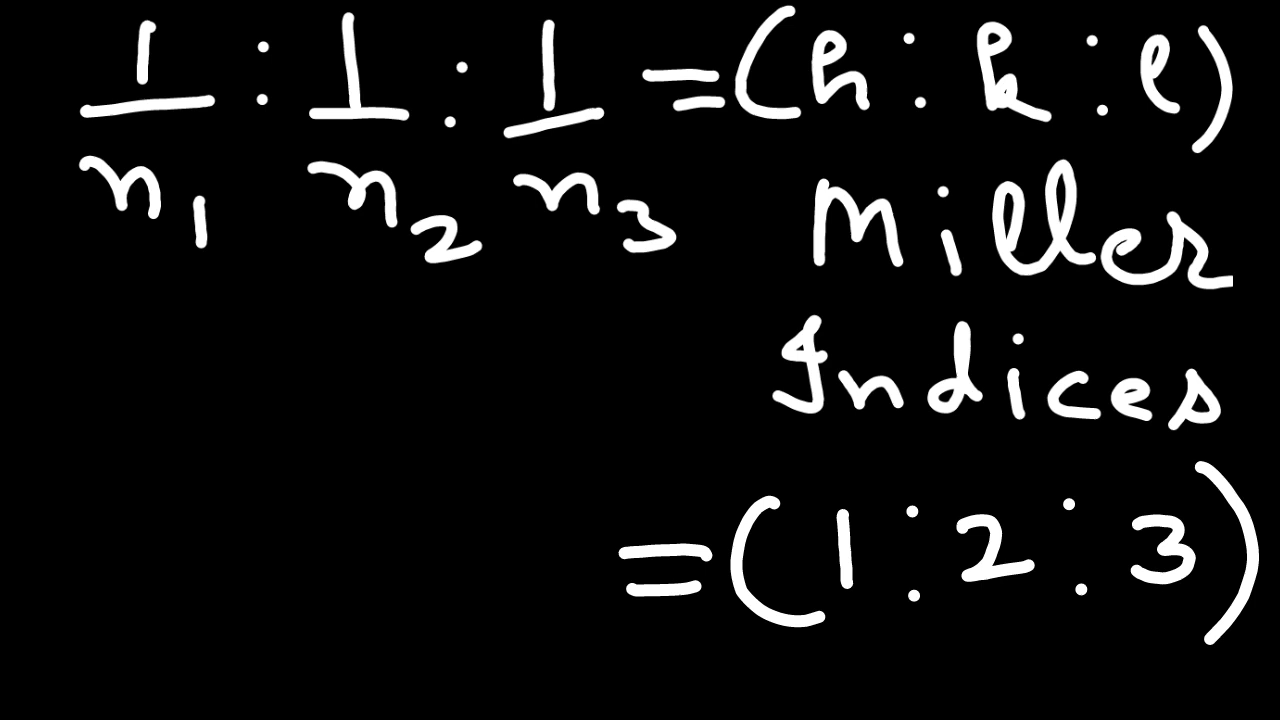 1/n1 : 1/n2 : 1/n3 = (h : k : l)
Miller
Indices
= (1 : 2 : 3)